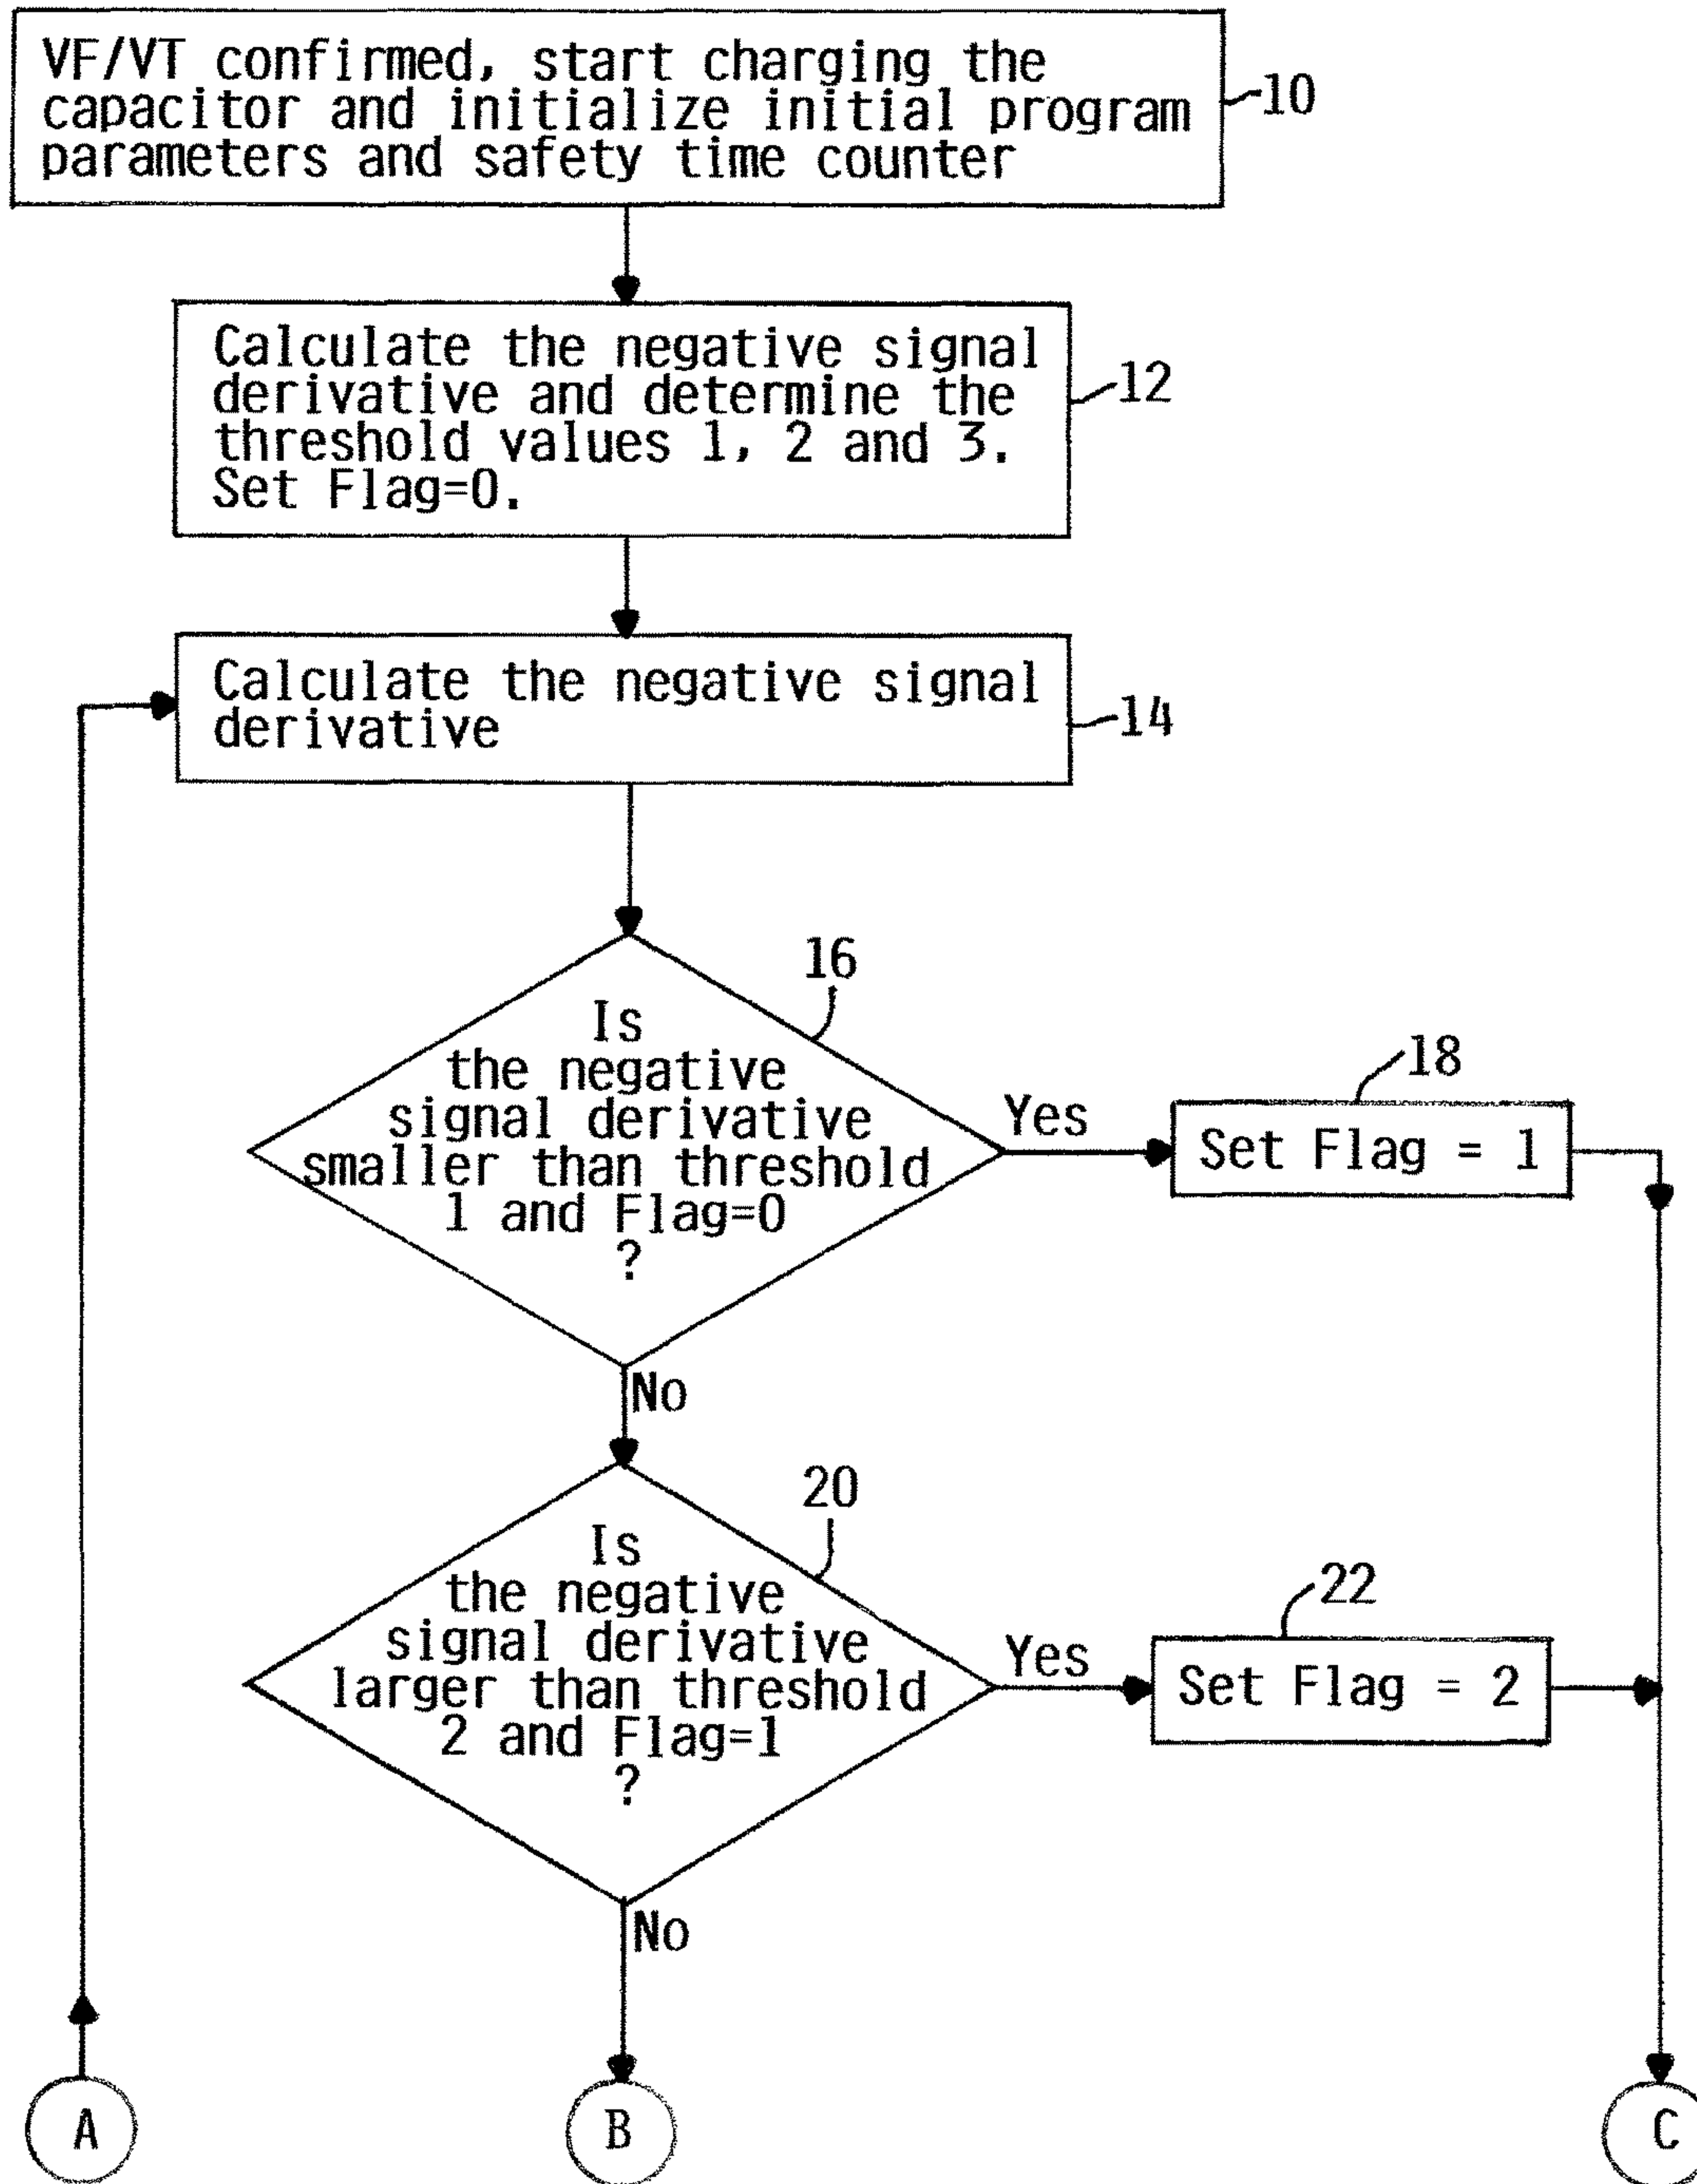 VF/VT confirmed, start charging the
capacitor and initialize initial program
parameters and safety time counter
10
Calculate the negative signal
derivative and determine the
threshold values 1, 2 and 3.
Set Flag=0.
12
Calculate the negative signal
derivative
14
16
Is
the negative
signal derivative
smaller than threshold
1 and Flag=0
?
Yes
18
Set Flag = 1
No
20
Is
the negative
signal derivative
larger than threshold
2 and Flag=1
?
Yes
22
Set Flag = 2
No
A
B
C